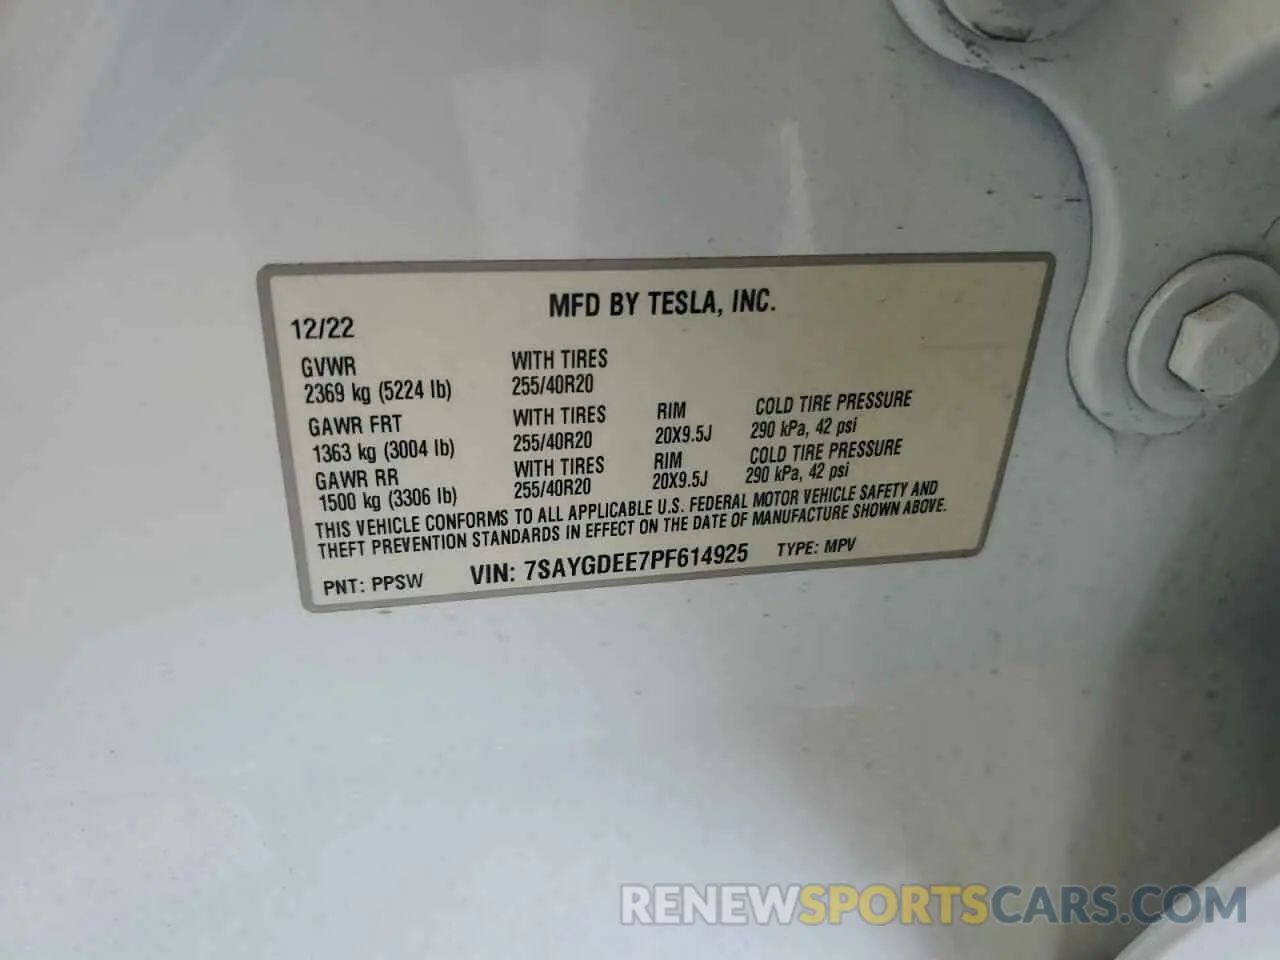 MFD BY TESLA, INC.
12/22
GVWR WITH TIRES
2369 kg (5224 lb) 255/40R20
GAWR FRT WITH TIRES RIM COLD TIRE PRESSURE
1363 kg (3004 lb) 255/40R20 20X9.5J 290 kPa, 42 psi
GAWR RR WITH TIRES RIM COLD TIRE PRESSURE
1500 kg (3306 lb) 255/40R20 20X9.5J 290 kPa, 42 psi
THIS VEHICLE CONFORMS TO ALL APPLICABLE U.S. FEDERAL MOTOR VEHICLE SAFETY AND
THEFT PREVENTION STANDARDS IN EFFECT ON THE DATE OF MANUFACTURE SHOWN ABOVE.
PNT: PPSW VIN: 7SAYGDEE7PF614925 TYPE: MPV
RENEWSPORTSCARS.COM